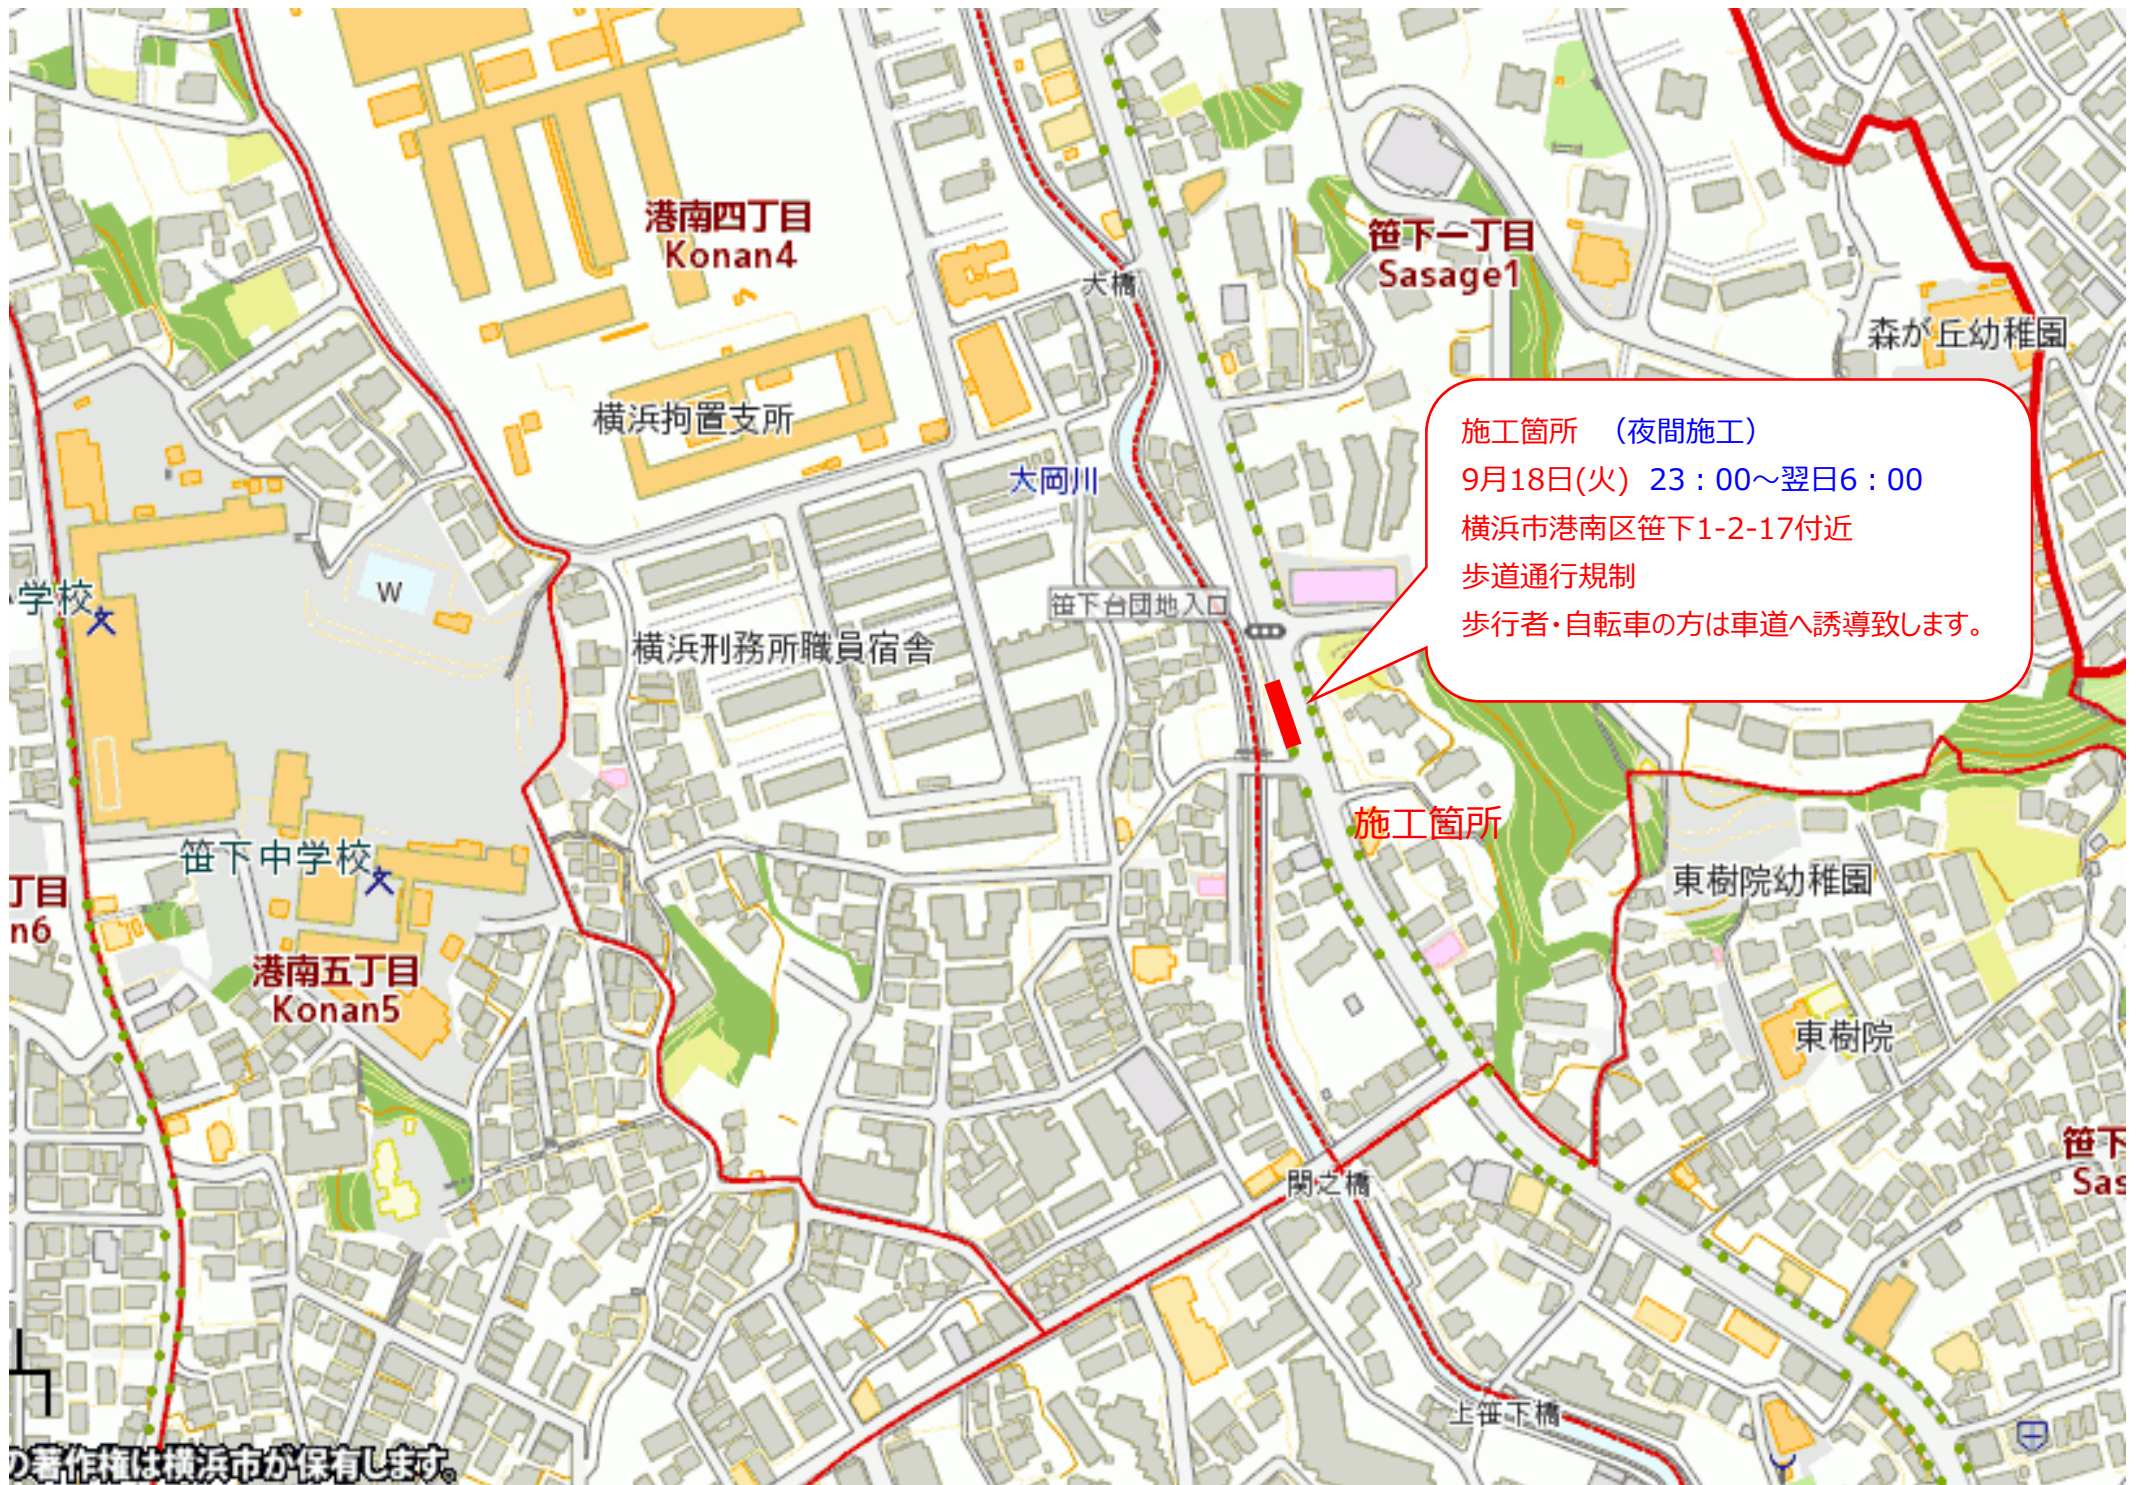 港南四丁目
Konan4
笹下一丁目
Sasage1
大橋
森が丘幼稚園
横浜拘置支所
大岡川
施工箇所 （夜間施工）
9月18日(火) 23：00～翌日6：00
横浜市港南区笹下1-2-17付近
歩道通行規制
歩行者・自転車の方は車道へ誘導致します。
学校
W
笹下台団地入口
横浜刑務所職員宿舎
施工箇所
笹下中学校
東樹院幼稚園
丁目
n6
港南五丁目
Konan5
東樹院
笹下
Sas
関之橋
上笹下橋
の著作権は横浜市が保有します。